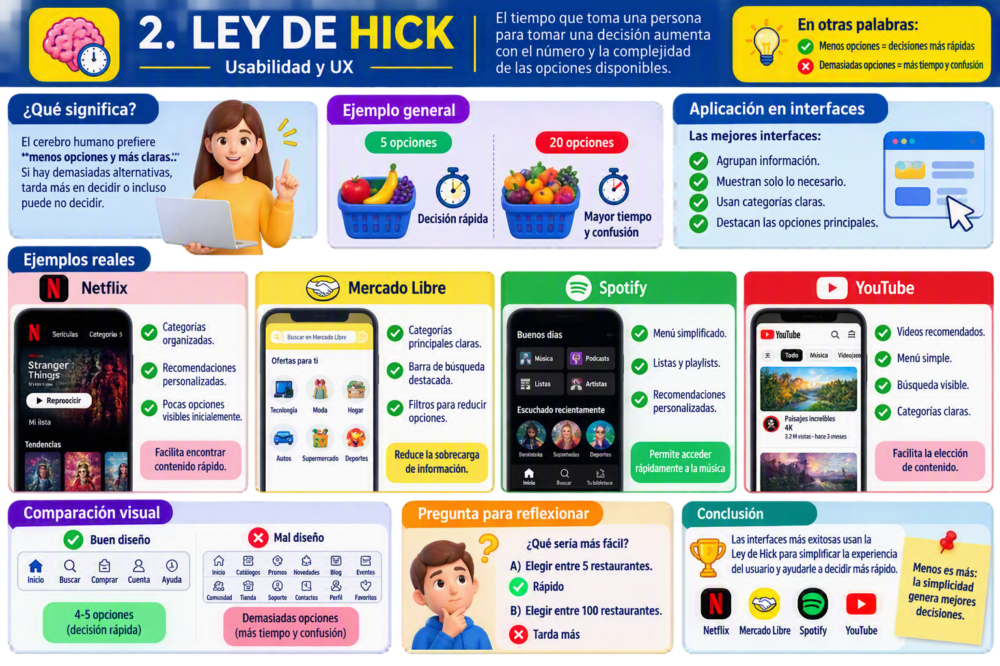 2. LEY DE HICK
Usabilidad y UX
El tiempo que toma una persona
para tomar una decisión aumenta
con el número y la complejidad
de las opciones disponibles.
En otras palabras:
Menos opciones = decisiones más rápidas
Demasiadas opciones = más tiempo y confusión
¿Qué significa?
El cerebro humano prefiere
**menos opciones y más claras.**
Si hay demasiadas alternativas,
tarda más en decidir o incluso
puede no decidir.
Ejemplo general
5 opciones
Decisión rápida
20 opciones
Mayor tiempo
y confusión
Aplicación en interfaces
Las mejores interfaces:
Agrupan información.
Muestran solo lo necesario.
Usan categorías claras.
Destacan las opciones principales.
Ejemplos reales
N Netflix
N
Categorie s
Stranger
Things
Reproocicir
Mi lista
Tendencias
Categorías
organizadas.
Recomendaciones
personalizadas.
Pocas opciones
visibles inicialemente.
Facilita encontrar
contenido rápido.
Mercado Libre
Buscar en Mercado Libre
Ofertas para ti
Tecnlongía Moda Hogar
Autos Supermercado Deportes
Categorías
principales claras.
Barra de búsqueda
destacada.
Filtros para reducir
opciones.
Reduce la sobrecarga
de información.
Spotify
Buenos días
Música Podcasts
Listas Artistas
Escuchado recientamente
Deportes
Inicio Buscar
Menú simplificado.
Listas y playlists.
Recomendaciones
personalizadas.
Permite acceder
rápidamente a la música
YouTube
YouTube
Todo Música
Paisajes increíbles
4K
3.2 M vistas - hace 3 meses
Videos recomendados.
Menú simple.
Búsqueda visible.
Categorías claras.
Facilita la elección
de contenido.
Comparación visual
Buen diseño
Inicio Buscar Comprar Cuenta Ayuda
4-5 opciones
(decisión rápida)
Mal diseño
Inicio Catálogos Promos Novedades Blog Eventes
Comunidad Tienda Soporte Contactas Perfil Favoritos
Demasiadas opciones
(más tiempo y confusión)
Pregunta para reflexionar
?
¿Qué sería más fácil?
A) Elegir entre 5 restaurantes.
Rápido
B) Elegir entre 100 restaurantes.
Tarda más
Conclusión
Las interfaces más exitosas usan la
Ley de Hick para simplificar la experiencia
del usuario y ayudarle a decidir más rápido.
N
Netflix Mercado Libre Spotify YouTube
Menos es más:
la simplicidad
genera mejores
decisiones.